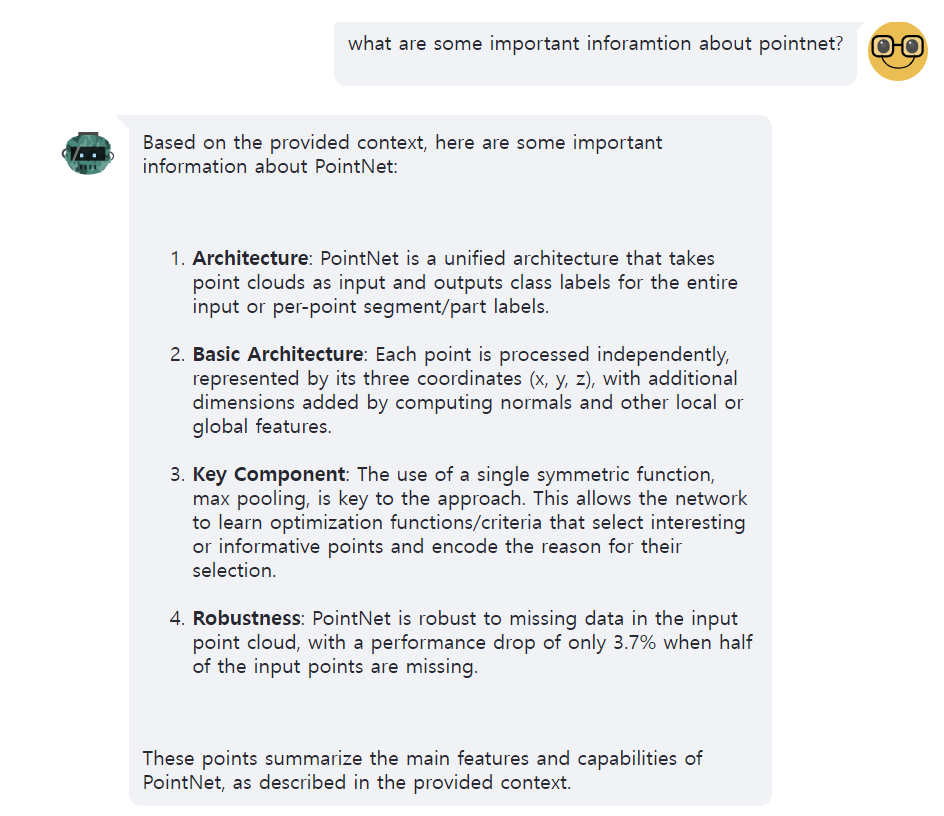 what are some important inforamtion about pointnet?
Based on the provided context, here are some important
information about PointNet:
1. Architecture: PointNet is a unified architecture that takes
point clouds as input and outputs class labels for the entire
input or per-point segment/part labels.
2. Basic Architecture: Each point is processed independently,
represented by its three coordinates (x, y, z), with additional
dimensions added by computing normals and other local or
global features.
3. Key Component: The use of a single symmetric function,
max pooling, is key to the approach. This allows the network
to learn optimization functions/criteria that select interesting
or informative points and encode the reason for their
selection.
4. Robustness: PointNet is robust to missing data in the input
point cloud, with a performance drop of only 3.7% when half
of the input points are missing.
These points summarize the main features and capabilities of
PointNet, as described in the provided context.